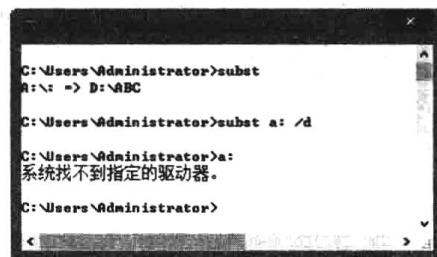 C:\Users\Administrator>subst
A:\: => D:\ABC
C:\Users\Administrator>subst a: /d
C:\Users\Administrator>a:
系统找不到指定的驱动器。
C:\Users\Administrator>